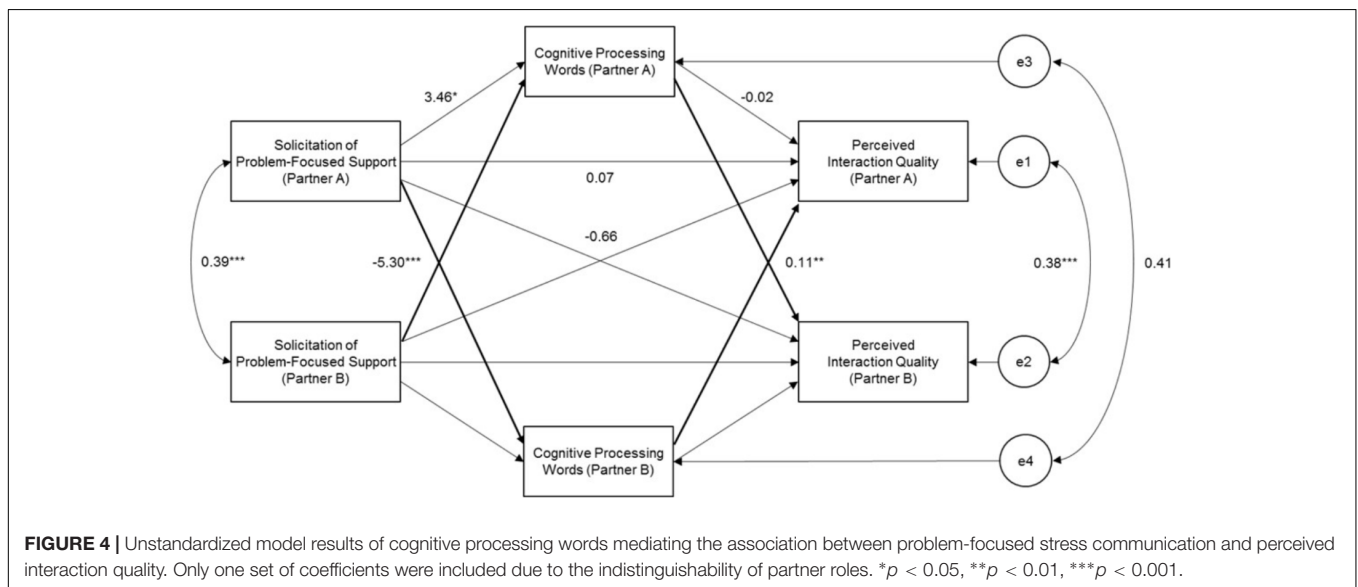 Cognitive Processing
Words (Partner A)
e3
3.46*
-0.02
Solicitation of
Problem-Focused Support
(Partner A)
Perceived
Interaction Quality
(Partner A)
e1
0.07
-0.66
0.39***
-5.30***
0.11**
0.38***
0.41
Solicitation of
Problem-Focused Support
(Partner B)
Perceived
Interaction Quality
(Partner B)
e2
Cognitive Processing
Words (Partner B)
e4
FIGURE 4 | Unstandardized model results of cognitive processing words mediating the association between problem-focused stress communication and perceived
interaction quality. Only one set of coefficients were included due to the indistinguishability of partner roles. *p < 0.05, **p < 0.01, ***p < 0.001.